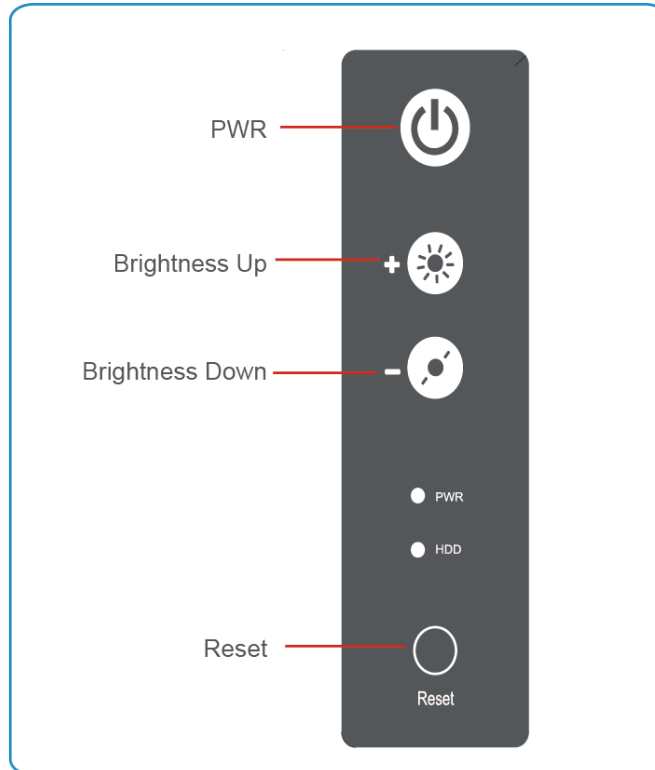 PWR
+
Brightness Up
-
Brightness Down
PWR
HDD
Reset
Reset